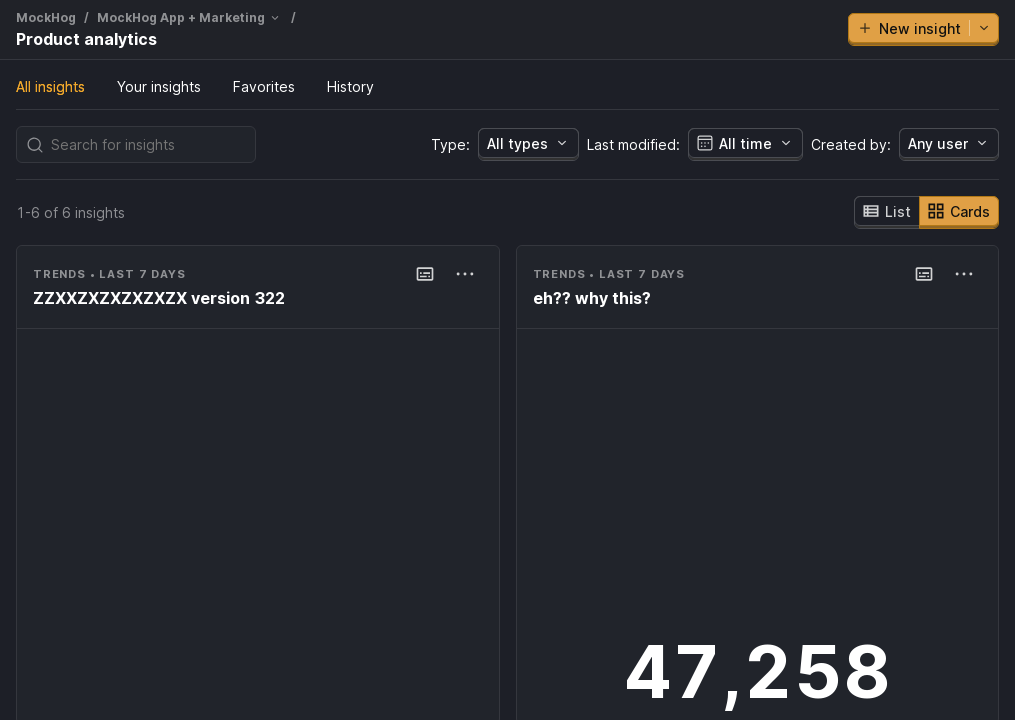 MockHog / MockHog App + Marketing /
Product analytics
New insight
All insights Your insights Favorites History
Search for insights
Type: All types Last modified: All time Created by: Any user
1-6 of 6 insights
List Cards
TRENDS • LAST 7 DAYS
ZZXXZXZXZXZXZX version 322
TRENDS • LAST 7 DAYS
eh?? why this?
47,258